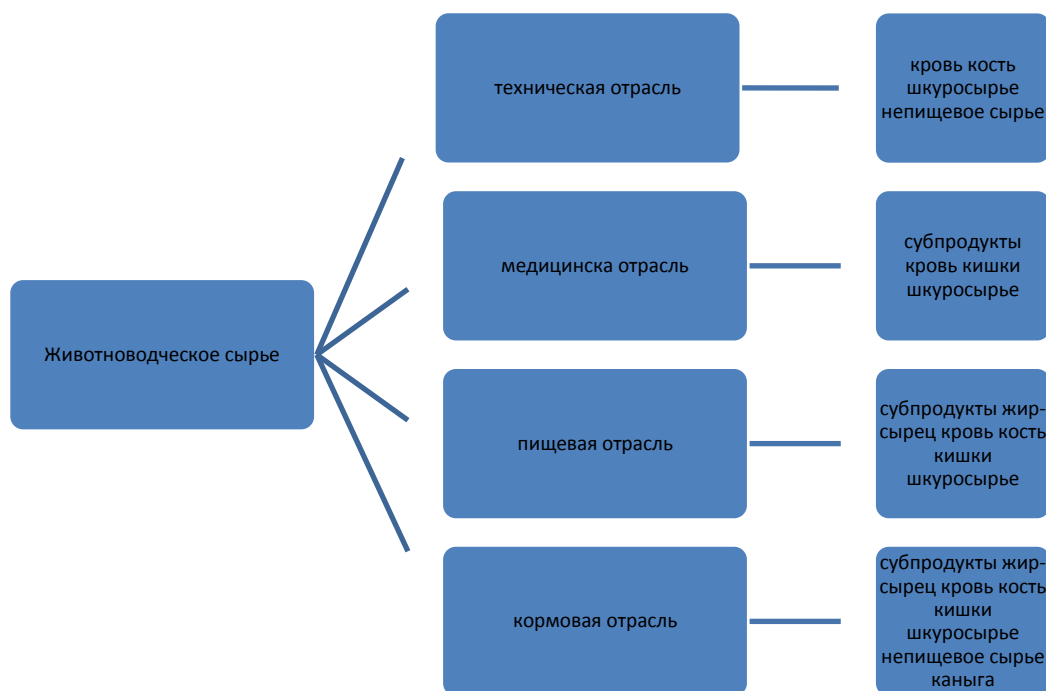 Животноводческое сырье
техническая отрасль
кровь кость
шкуросырье
непищевое сырье
медицинска отрасль
субпродукты
кровь кишки
шкуросырье
пищевая отрасль
субпродукты жир-
сырец кровь кость
кишки
шкуросырье
кормовая отрасль
субпродукты жир-
сырец кровь кость
кишки
шкуросырье
непищевое сырье
каныга